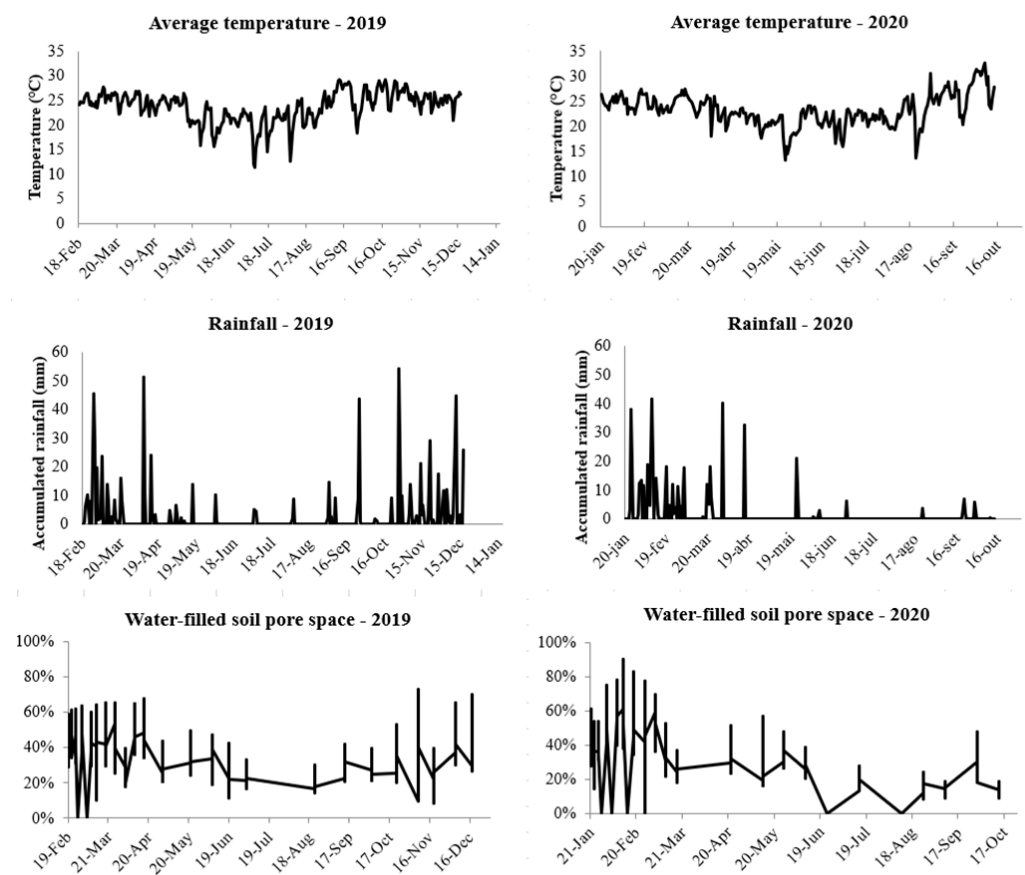 Average temperature - 2019
Temperature (°C)
35
30
25
20
15
10
5
0
18-Feb
20-Mar
19-Apr
19-May
18-Jun
18-Jul
17-Aug
16-Sep
16-Oct
15-Nov
15-Dec
14-Jan
Average temperature - 2020
Temperature (°C)
35
30
25
20
15
10
5
0
20-jan
19-fev
20-mar
19-abr
19-mai
18-jun
18-jul
17-ago
16-set
16-out
Rainfall - 2019
Accumulated rainfall (mm)
60
50
40
30
20
10
0
18-Feb
20-Mar
19-Apr
19-May
18-Jun
18-Jul
17-Aug
16-Sep
16-Oct
15-Nov
15-Dec
14-Jan
Rainfall - 2020
Accumulated rainfall (mm)
60
50
40
30
20
10
0
20-jan
19-fev
20-mar
19-abr
19-mai
18-jun
18-jul
17-ago
16-set
16-out
Water-filled soil pore space - 2019
100%
80%
60%
40%
20%
0%
19-Feb
21-Mar
20-Apr
20-May
19-Jun
19-Jul
18-Aug
17-Sep
17-Oct
16-Nov
16-Dec
Water-filled soil pore space - 2020
100%
80%
60%
40%
20%
0%
21-Jan
20-Feb
21-Mar
20-Apr
20-May
19-Jun
19-Jul
18-Aug
17-Sep
17-Oct